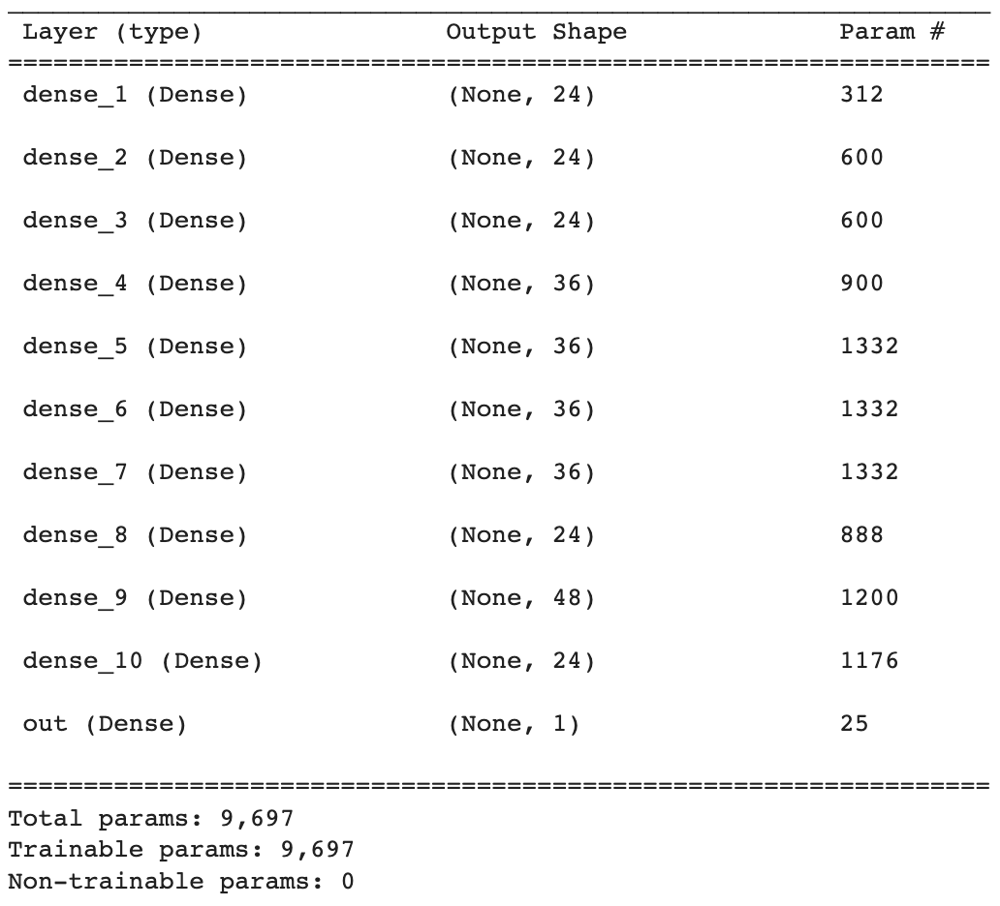 Layer (type) Output Shape Param #
=================================================================
dense_1 (Dense) (None, 24) 312
dense_2 (Dense) (None, 24) 600
dense_3 (Dense) (None, 24) 600
dense_4 (Dense) (None, 36) 900
dense_5 (Dense) (None, 36) 1332
dense_6 (Dense) (None, 36) 1332
dense_7 (Dense) (None, 36) 1332
dense_8 (Dense) (None, 24) 888
dense_9 (Dense) (None, 48) 1200
dense_10 (Dense) (None, 24) 1176
out (Dense) (None, 1) 25
=================================================================
Total params: 9,697
Trainable params: 9,697
Non-trainable params: 0